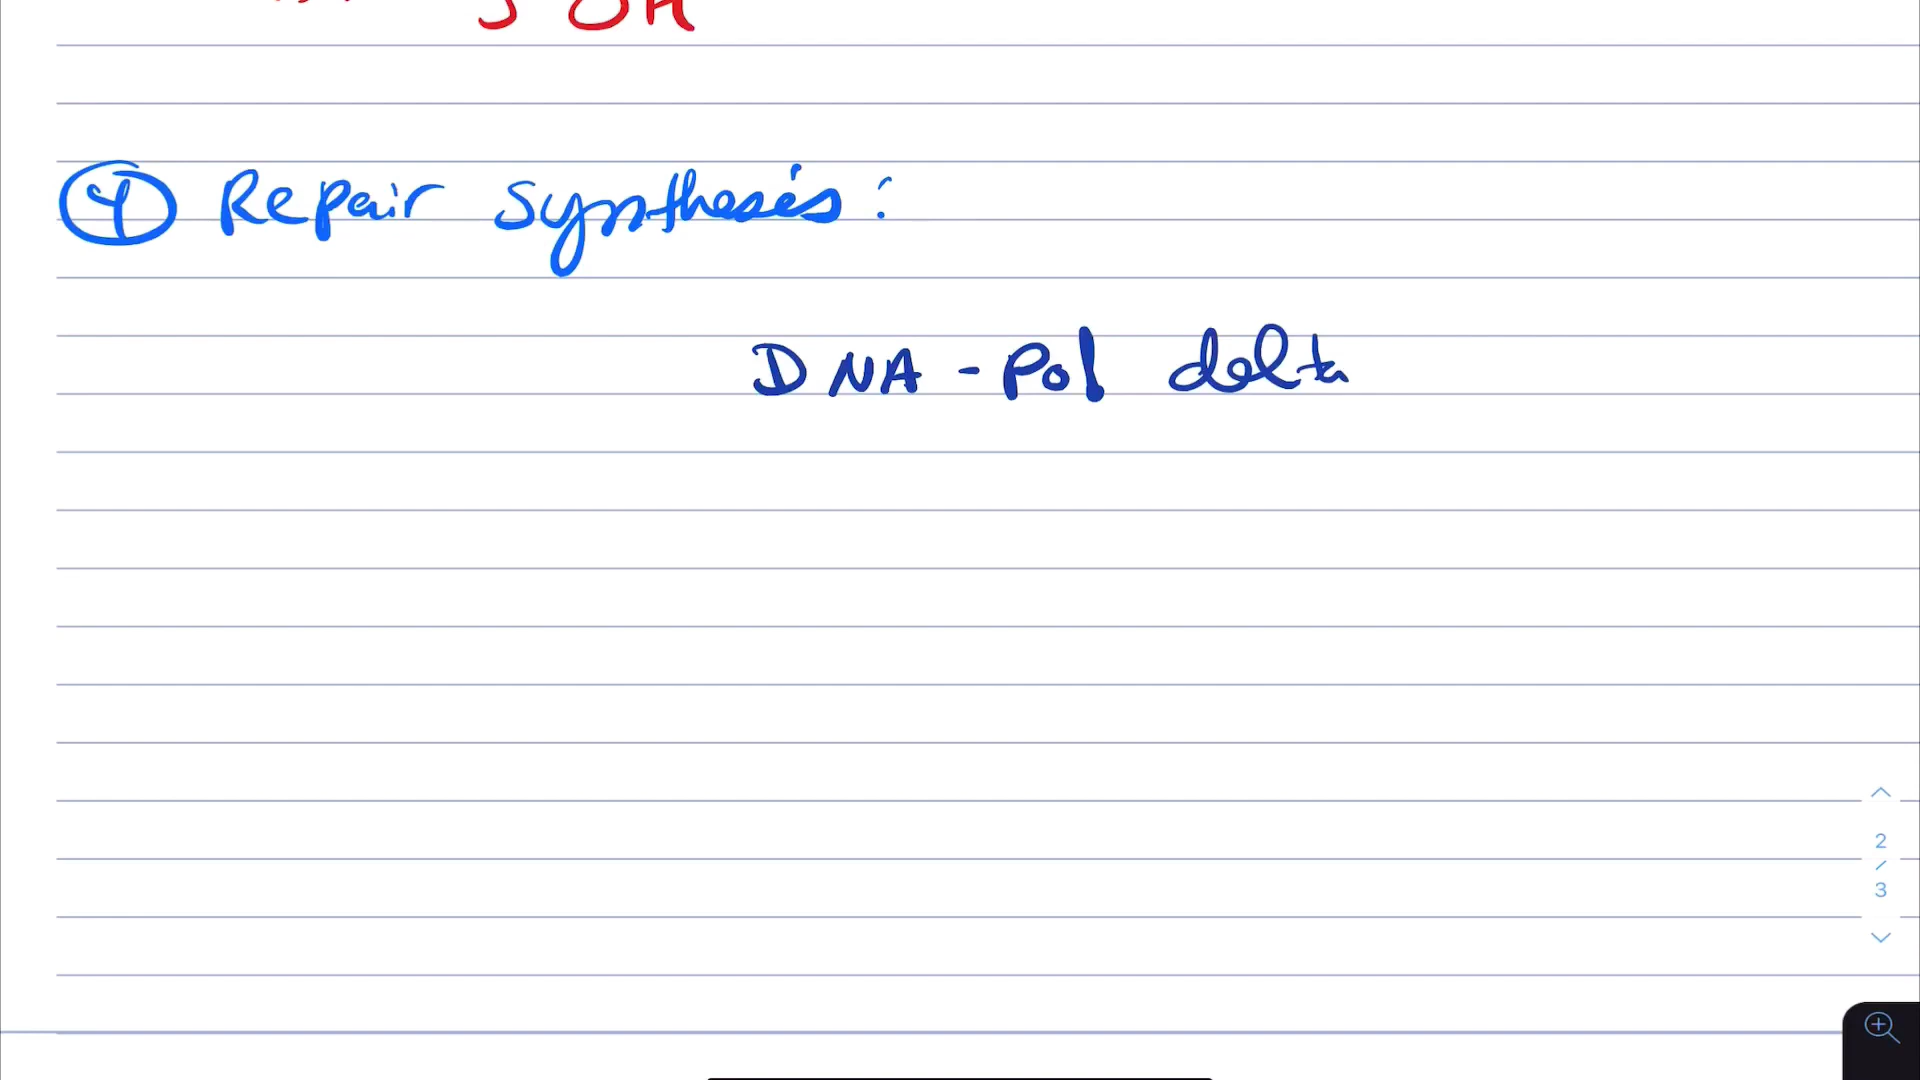 ④ Repair synthesis:
DNA - Pol delta
2
/
3